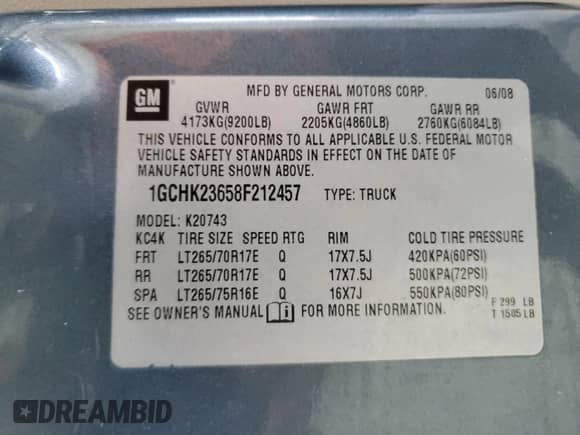 GM
MFD BY GENERAL MOTORS CORP. 06/08
GVWR GAWR FRT GAWR RR
4173KG(9200LB) 2205KG(4860LB) 2760KG(6084LB)
THIS VEHICLE CONFORMS TO ALL APPLICABLE U.S. FEDERAL MOTOR
VEHICLE SAFETY STANDARDS IN EFFECT ON THE DATE OF
MANUFACTURE SHOWN ABOVE.
1GCHK23658F212457 TYPE: TRUCK
MODEL: K20743
KC4K TIRE SIZE SPEED RTG RIM COLD TIRE PRESSURE
FRT LT265/70R17E Q 17X7.5J 420KPA(60PSI)
RR LT265/70R17E Q 17X7.5J 500KPA(72PSI)
SPA LT265/75R16E Q 16X7J 550KPA(80PSI)
SEE OWNER'S MANUAL i FOR MORE INFORMATION
F 299 LB
T 1505 LB
DREAMBID